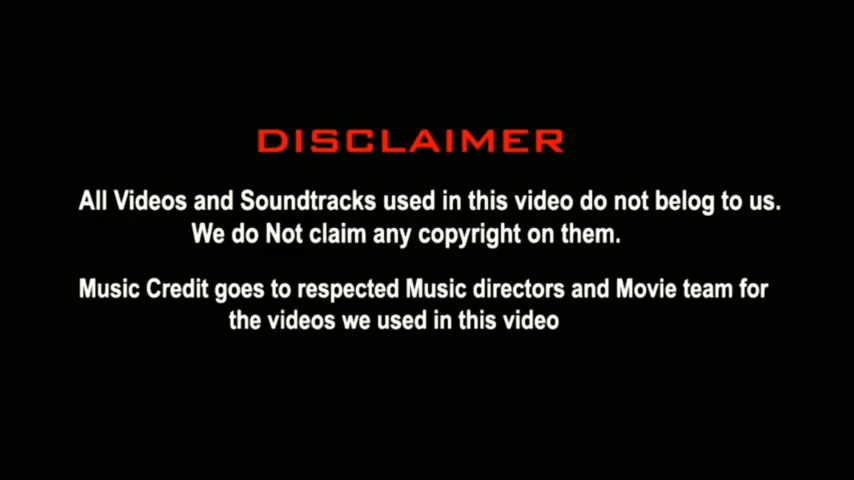 DISCLAIMER
All Videos and Soundtracks used in this video do not belog to us.
We do Not claim any copyright on them.
Music Credit goes to respected Music directors and Movie team for
the videos we used in this video